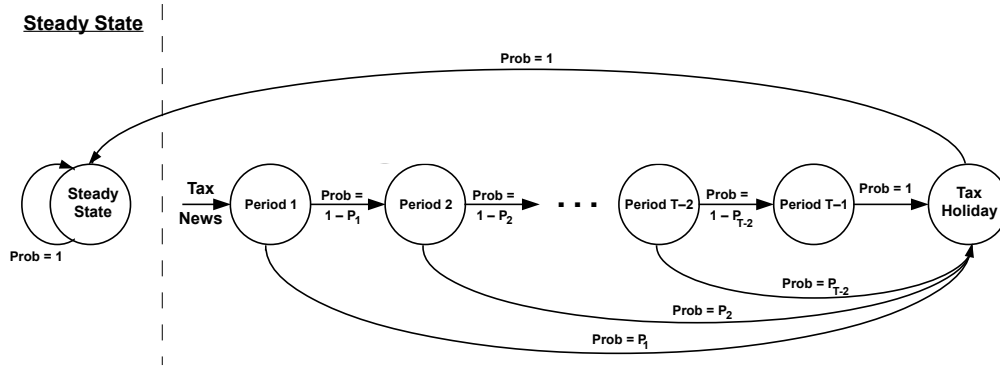 Steady State
Prob = 1
Steady
State
Prob = 1
Tax
News
Period 1
Prob =
1 – P1
Period 2
Prob =
1 – P2
. . .
Period T–2
Prob =
1 – PT-2
Period T–1
Prob = 1
Tax
Holiday
Prob = PT-2
Prob = P2
Prob = P1